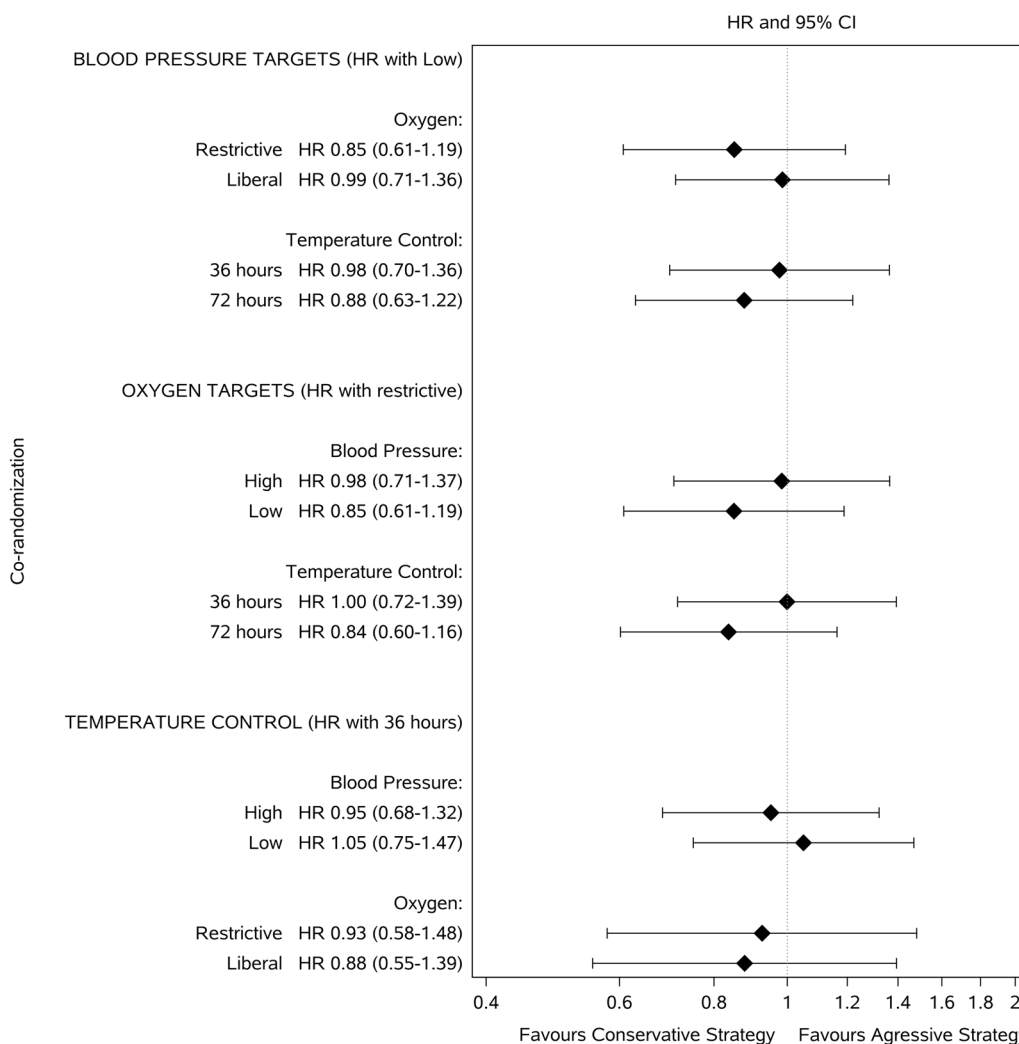 HR and 95% CI
BLOOD PRESSURE TARGETS (HR with Low)
Oxygen:
Restrictive HR 0.85 (0.61-1.19)
Liberal HR 0.99 (0.71-1.36)
Temperature Control:
36 hours HR 0.98 (0.70-1.36)
72 hours HR 0.88 (0.63-1.22)
OXYGEN TARGETS (HR with restrictive)
Blood Pressure:
High HR 0.98 (0.71-1.37)
Low HR 0.85 (0.61-1.19)
Co-randomization
Temperature Control:
36 hours HR 1.00 (0.72-1.39)
72 hours HR 0.84 (0.60-1.16)
TEMPERATURE CONTROL (HR with 36 hours)
Blood Pressure:
High HR 0.95 (0.68-1.32)
Low HR 1.05 (0.75-1.47)
Oxygen:
Restrictive HR 0.93 (0.58-1.48)
Liberal HR 0.88 (0.55-1.39)
0.4 0.6 0.8 1 1.2 1.4 1.6 1.8 2
Favours Conservative Strategy Favours Agressive Strateg